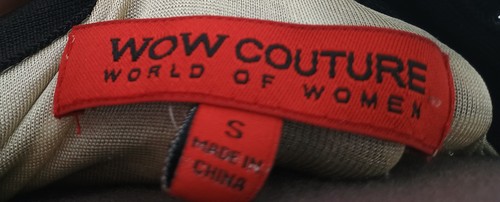 WOW COUTURE
WORLD OF WOMEN
S
MADE IN
CHINA